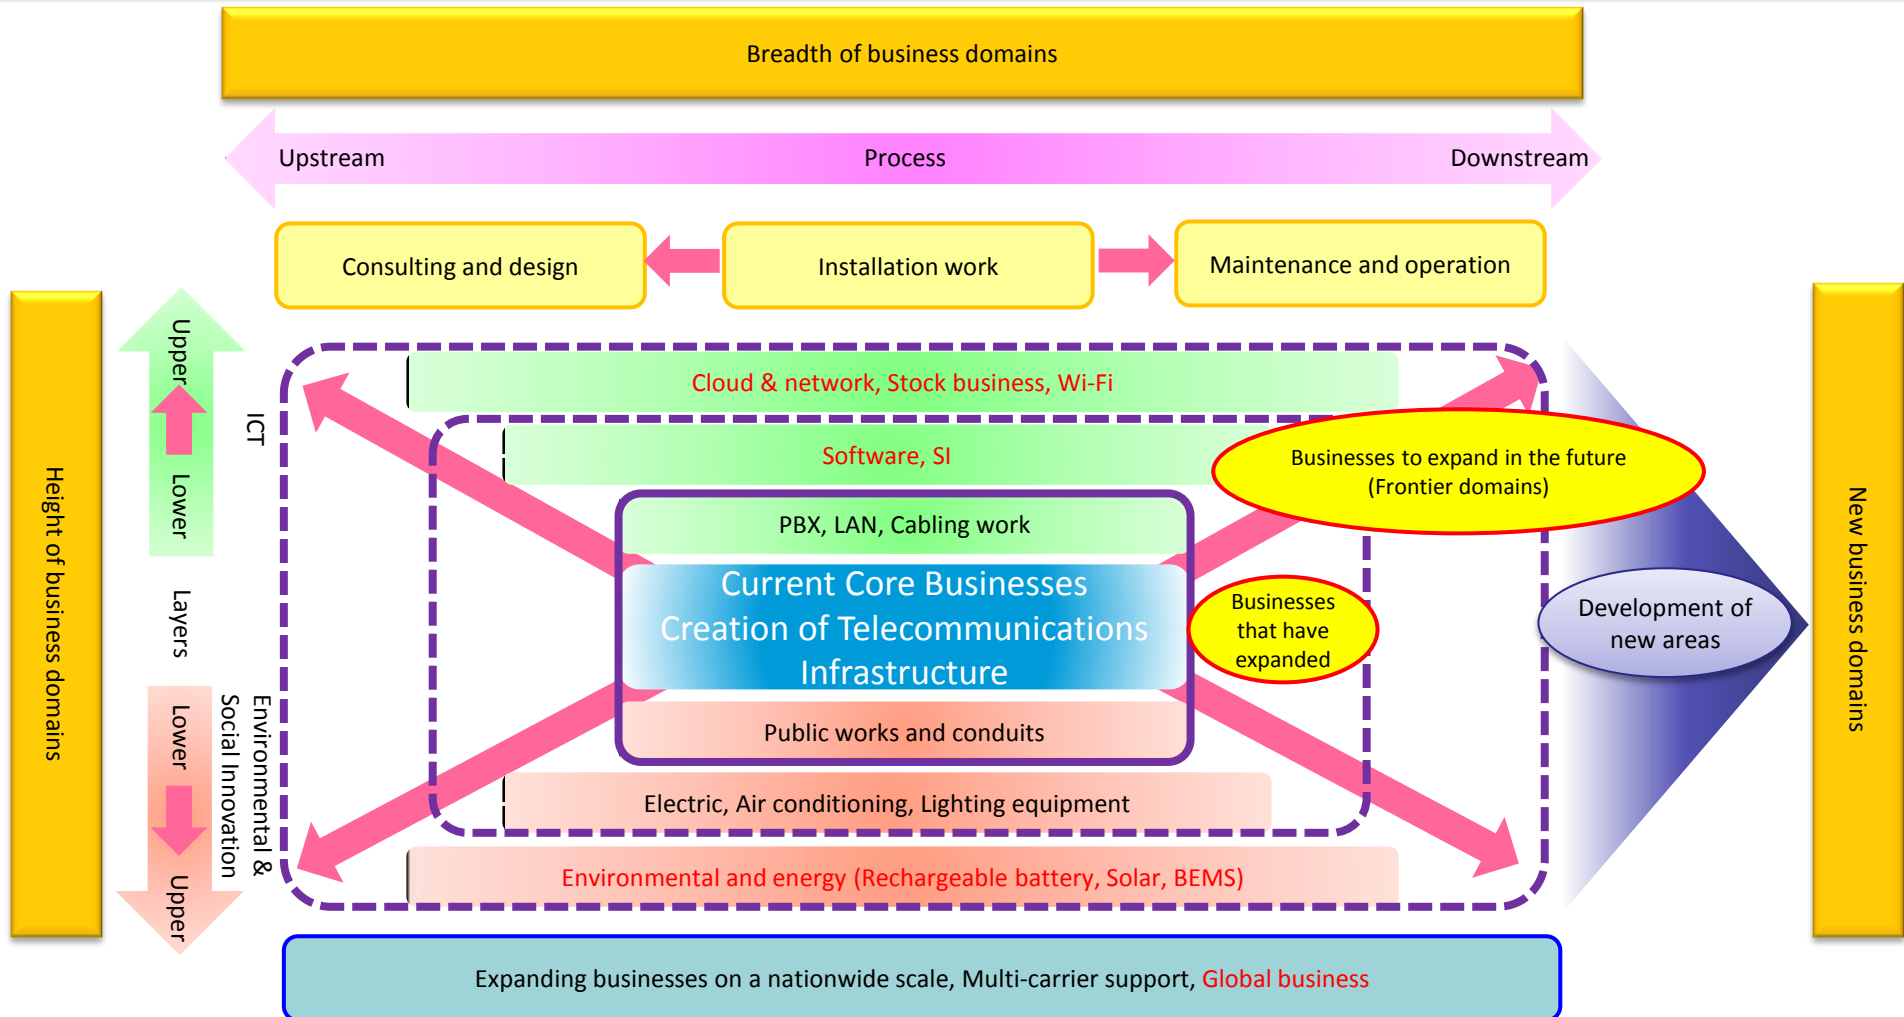 Breadth of business domains
Upstream
Process
Downstream
Consulting and design
Installation work
Maintenance and operation
Height of business domains
Upper
Lower
ICT
Layers
Lower
Upper
Environmental &
Social Innovation
Cloud & network, Stock business, Wi-Fi
Software, SI
PBX, LAN, Cabling work
Current Core Businesses
Creation of Telecommunications
Infrastructure
Public works and conduits
Electric, Air conditioning, Lighting equipment
Environmental and energy (Rechargeable battery, Solar, BEMS)
Businesses to expand in the future
(Frontier domains)
Businesses
that have
expanded
Development of
new areas
New business domains
Expanding businesses on a nationwide scale, Multi-carrier support, Global business